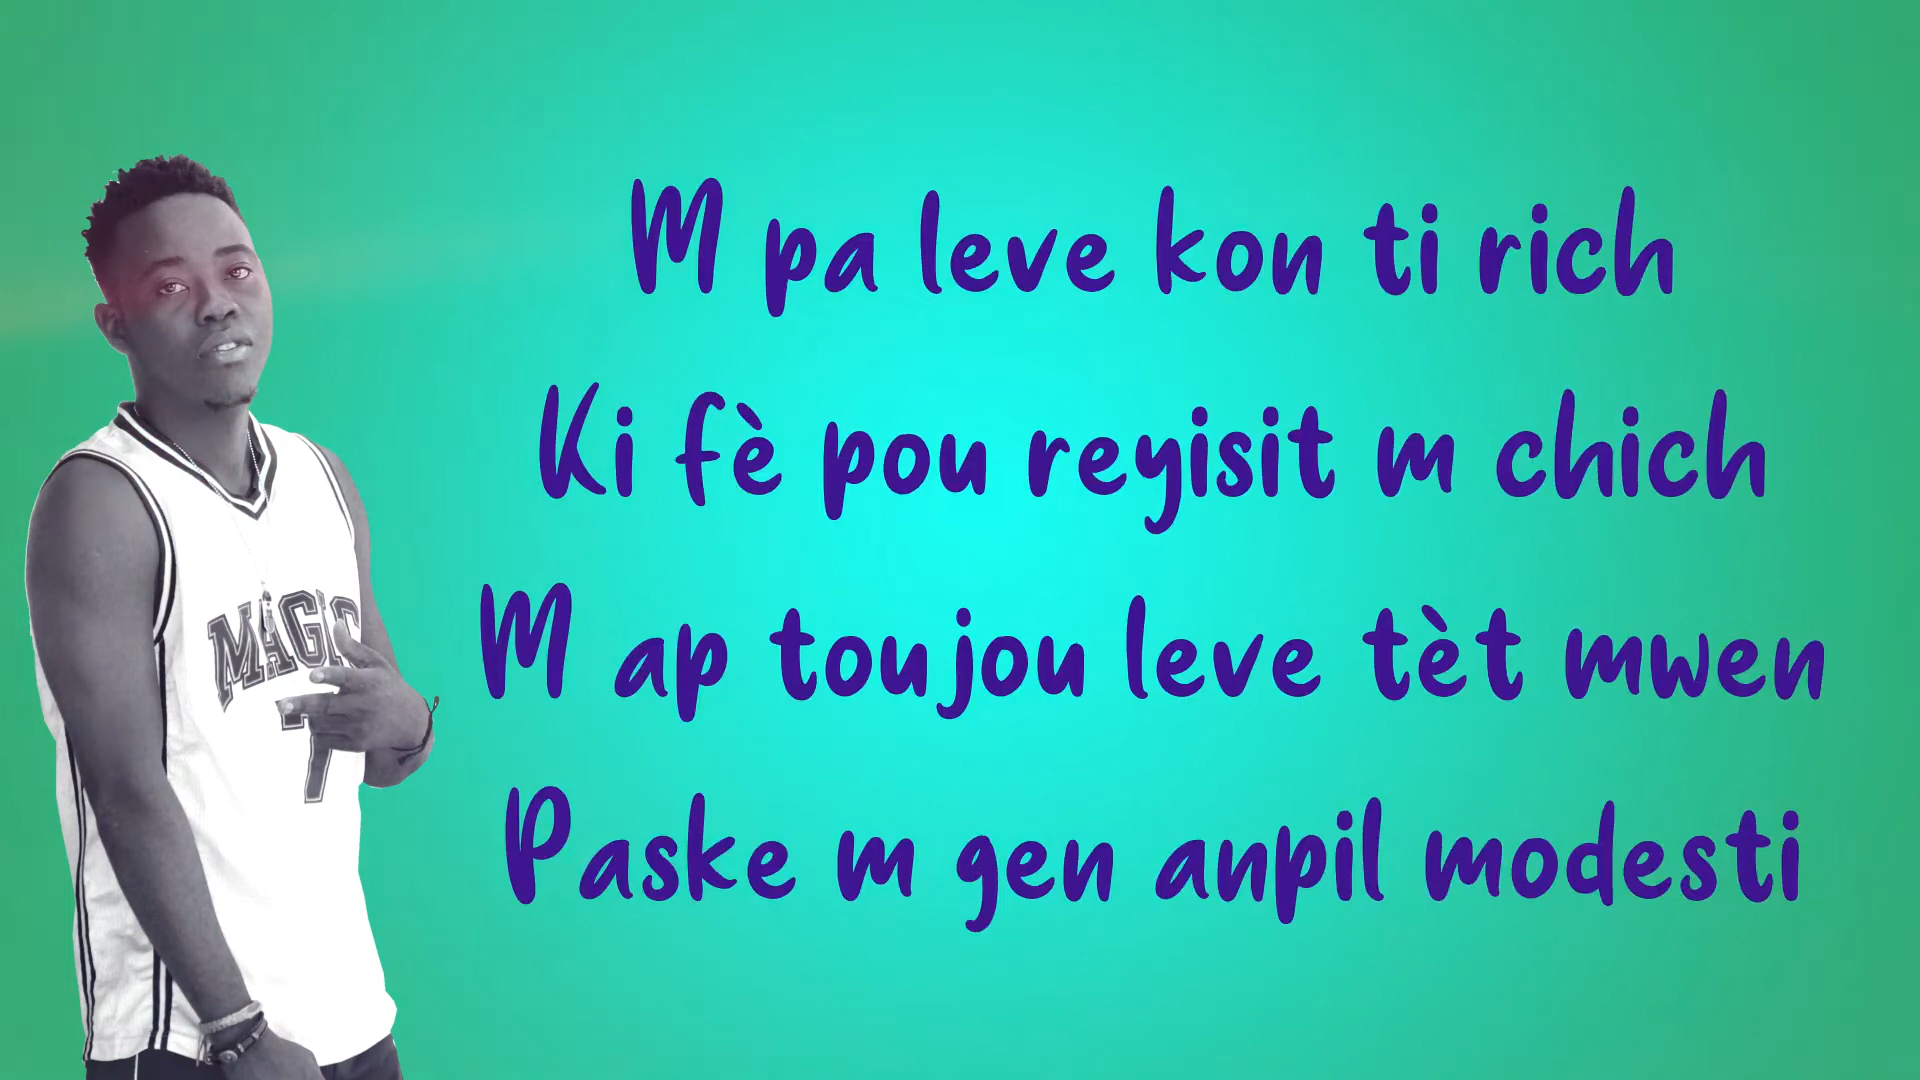 M pa leve kon ti rich
Ki fè pou reyisit m chich
M ap toujou leve tèt mwen
Paske m gen anpil modesti
MAGIC
7